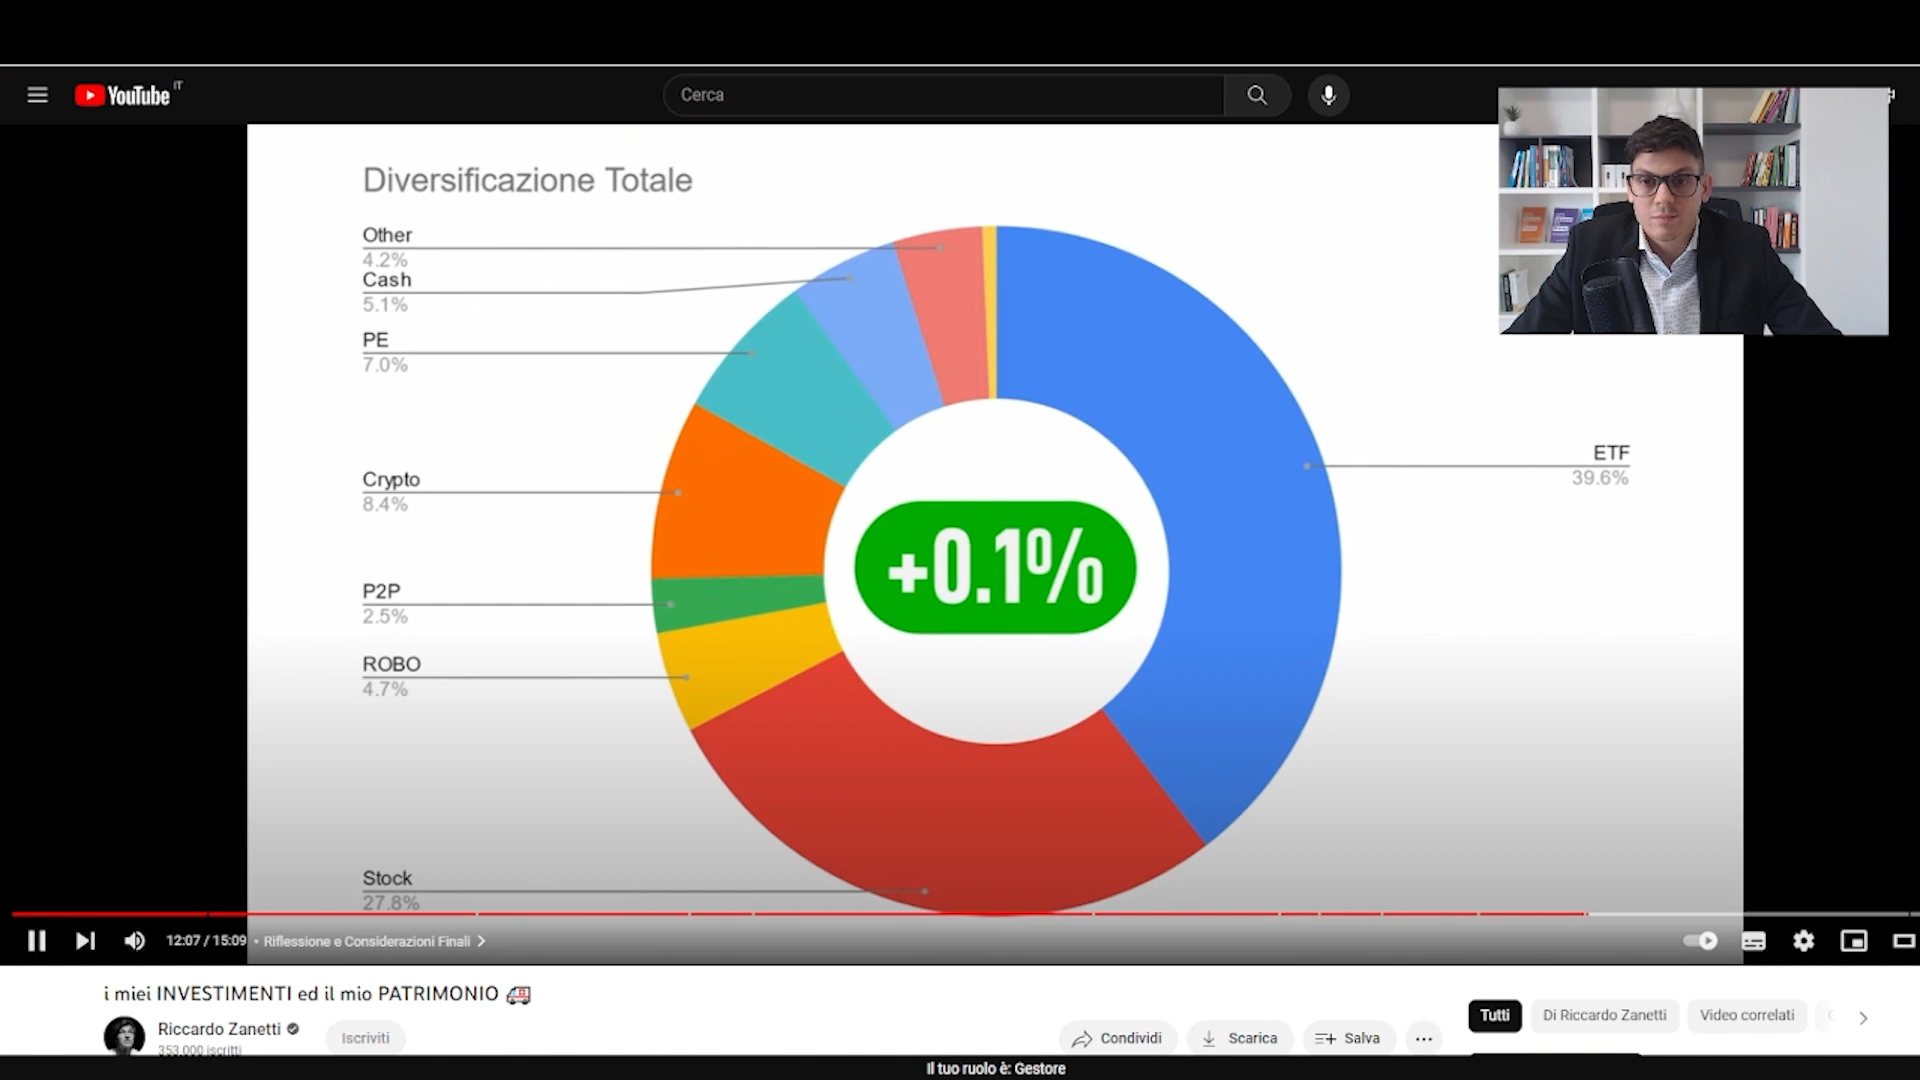 YouTube IT
Cerca
Diversificazione Totale
Other
4.2%
Cash
5.1%
PE
7.0%
Crypto
8.4%
P2P
2.5%
ROBO
4.7%
Stock
27.8%
ETF
39.6%
+0.1%
12:07 / 15:09 • Riflessione e Considerazioni Finali
i miei INVESTIMENTI ed il mio PATRIMONIO
Riccardo Zanetti
353.000 iscritti
Iscriviti
Condividi
Scarica
Salva
Tutti
Di Riccardo Zanetti
Video correlati
Il tuo ruolo è: Gestore